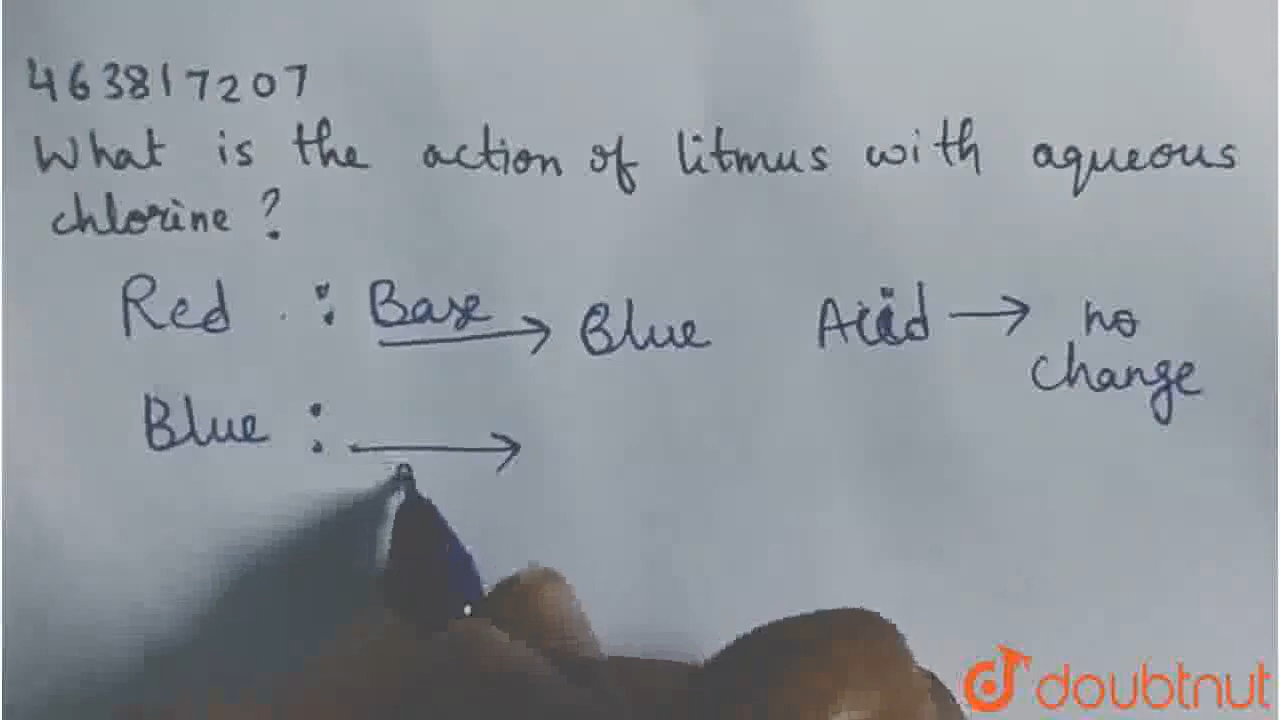 463817207
What is the action of litmus with aqueous
chlorine?
Red : Base → Blue Acid → no
change
Blue : →
doubtnut